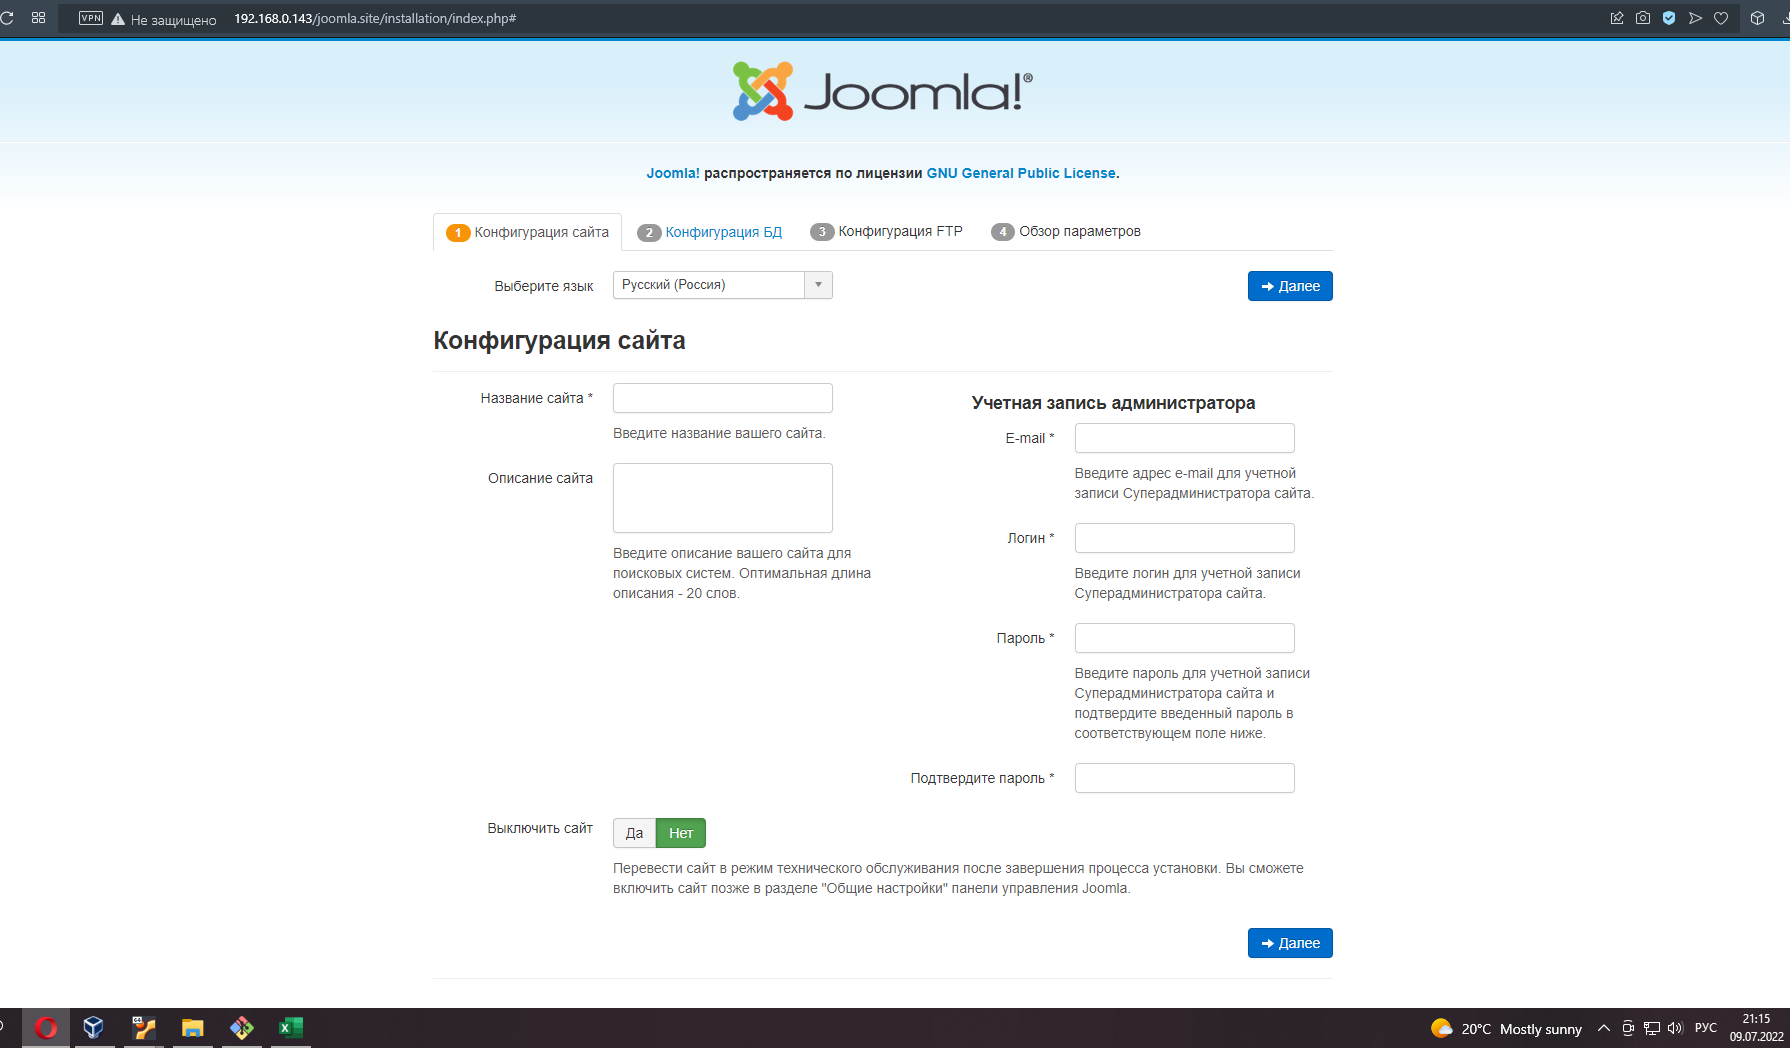 VPN Не защищено 192.168.0.143/joomla.site/installation/index.php#
Joomla!®
Joomla! распространяется по лицензии GNU General Public License.
1 Конфигурация сайта 2 Конфигурация БД 3 Конфигурация FTP 4 Обзор параметров
Выберите язык Русский (Россия) Далее
Конфигурация сайта
Название сайта *
Введите название вашего сайта.
Описание сайта
Введите описание вашего сайта для
поисковых систем. Оптимальная длина
описания - 20 слов.
Учетная запись администратора
E-mail *
Введите адрес e-mail для учетной
записи Суперадминистратора сайта.
Логин *
Введите логин для учетной записи
Суперадминистратора сайта.
Пароль *
Введите пароль для учетной записи
Суперадминистратора сайта и
подтвердите введенный пароль в
соответствующем поле ниже.
Подтвердите пароль *
Выключить сайт Да Нет
Перевести сайт в режим технического обслуживания после завершения процесса установки. Вы сможете
включить сайт позже в разделе "Общие настройки" панели управления Joomla.
Далее
64
X
20°C Mostly sunny РУС 21:15
09.07.2022